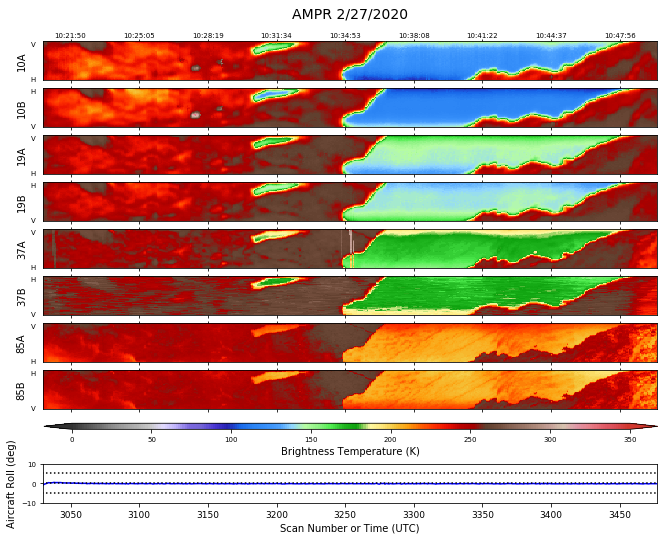 AMPR 2/27/2020
10:21:50 10:25:05 10:28:19 10:31:34 10:34:53 10:38:08 10:41:22 10:44:37 10:47:56
V
10A
H
H
10B
V
V
19A
H
H
19B
V
V
37A
H
H
37B
V
V
85A
H
H
85B
V
0 50 100 150 200 250 300 350
Brightness Temperature (K)
Aircraft Roll (deg)
10
0
−10
3050 3100 3150 3200 3250 3300 3350 3400 3450
Scan Number or Time (UTC)